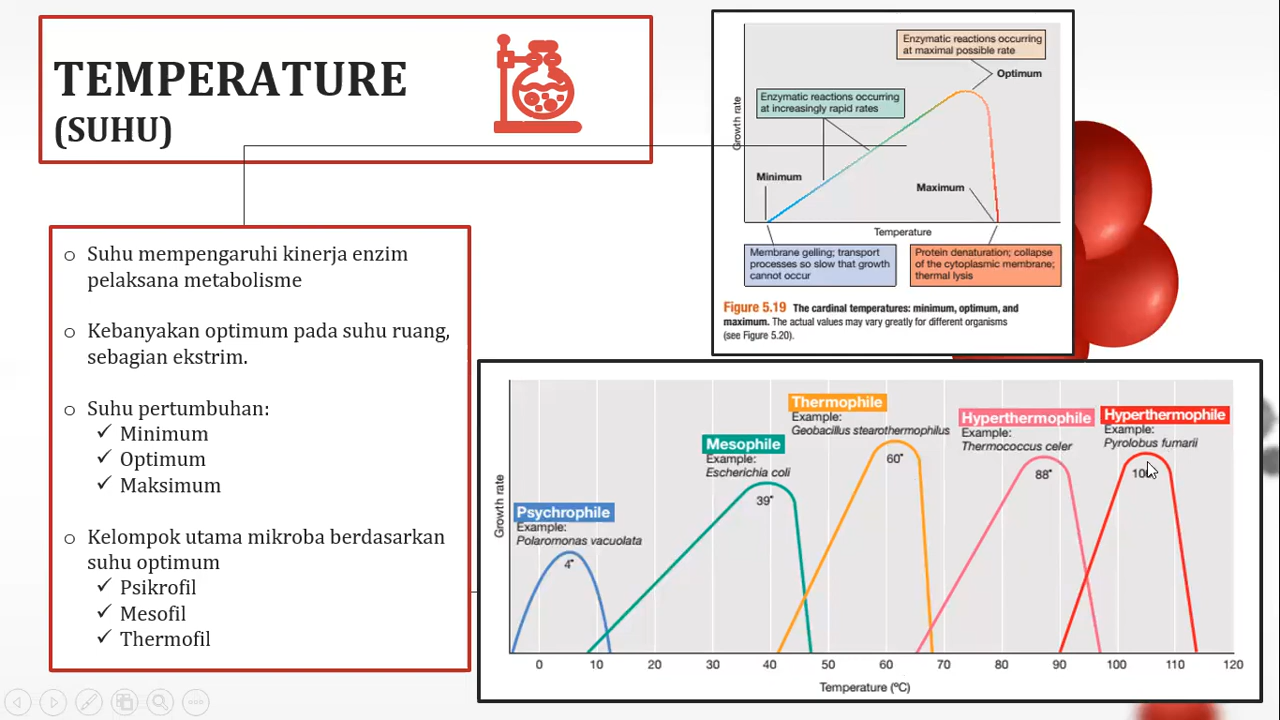 TEMPERATURE
(SUHU)
o Suhu mempengaruhi kinerja enzim
pelaksana metabolisme
o Kebanyakan optimum pada suhu ruang,
sebagian ekstrim.
o Suhu pertumbuhan:
✓ Minimum
✓ Optimum
✓ Maksimum
o Kelompok utama mikroba berdasarkan
suhu optimum
✓ Psikrofil
✓ Mesofil
✓ Thermofil
Enzymatic reactions occurring
at maximal possible rate
Optimum
Enzymatic reactions occurring
at increasingly rapid rates
Growth rate
Minimum
Maximum
Temperature
Membrane gelling; transport
processes so slow that growth
cannot occur
Protein denaturation; collapse
of the cytoplasmic membrane;
thermal lysis
Figure 5.19 The cardinal temperatures: minimum, optimum, and
maximum. The actual values may vary greatly for different organisms
(see Figure 5.20).
Psychrophile
Example:
Polaromonas vacuolata
4°
Mesophile
Example:
Escherichia coli
39°
Thermophile
Example:
Geobacillus stearothermophilus
60°
Hyperthermophile
Example:
Thermococcus celer
88°
Hyperthermophile
Example:
Pyrolobus fumarii
Growth rate
0 10 20 30 40 50 60 70 80 90 100 110 120
Temperature (°C)